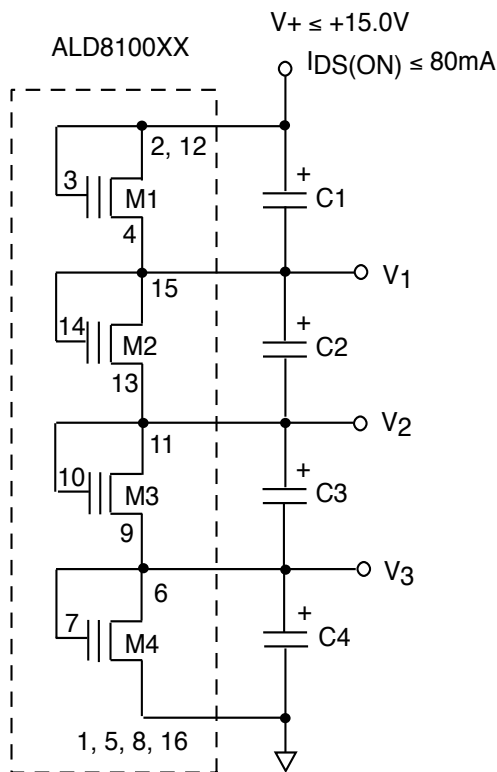 V+ ≤ +15.0V
ALD8100XX
IDS(ON) ≤ 80mA
2, 12
3
M1
+
C1
4
15
V1
14
M2
+
C2
13
11
V2
10
M3
+
C3
9
6
V3
7
M4
+
C4
1, 5, 8, 16